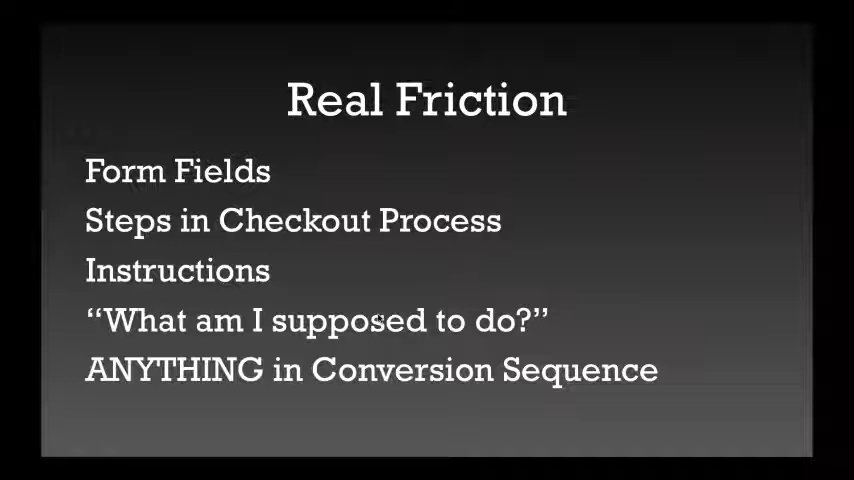 Real Friction
Form Fields
Steps in Checkout Process
Instructions
“What am I supposed to do?”
ANYTHING in Conversion Sequence